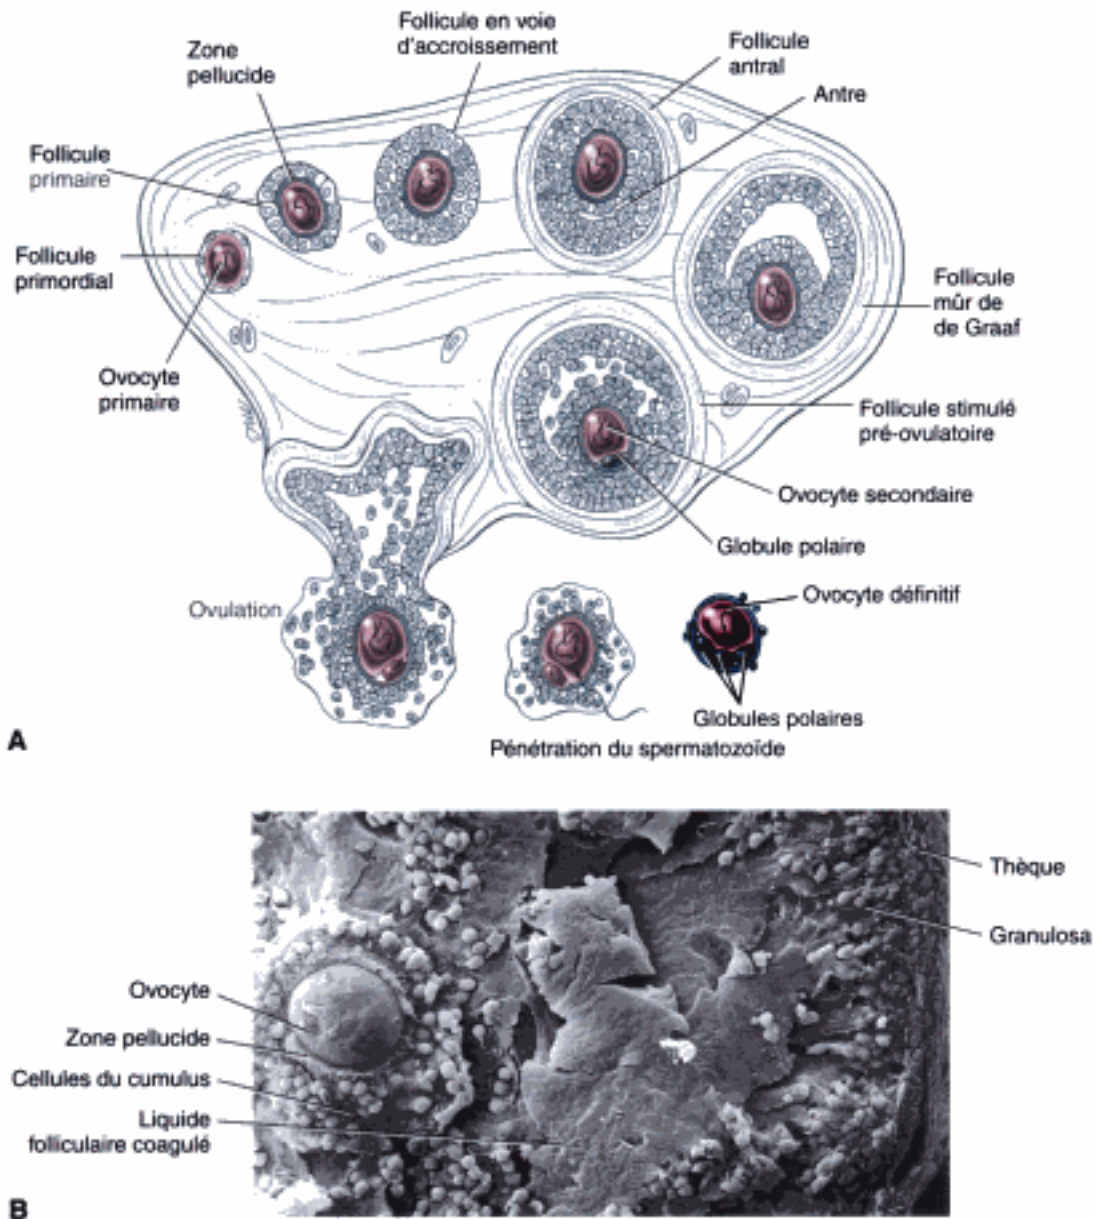 Follicule en voie
d'accroissement
Zone
pellucide
Follicule
antral
Antre
Follicule
primaire
Follicule
primordial
Follicule
mûr de
de Graaf
Ovocyte
primaire
Follicule stimulé
pré-ovulatoire
Ovocyte secondaire
Globule polaire
Ovulation
Ovocyte définitif
Globules polaires
A
Pénétration du spermatozoïde
Thèque
Granulosa
Ovocyte
Zone pellucide
Cellules du cumulus
Liquide
folliculaire coagulé
B